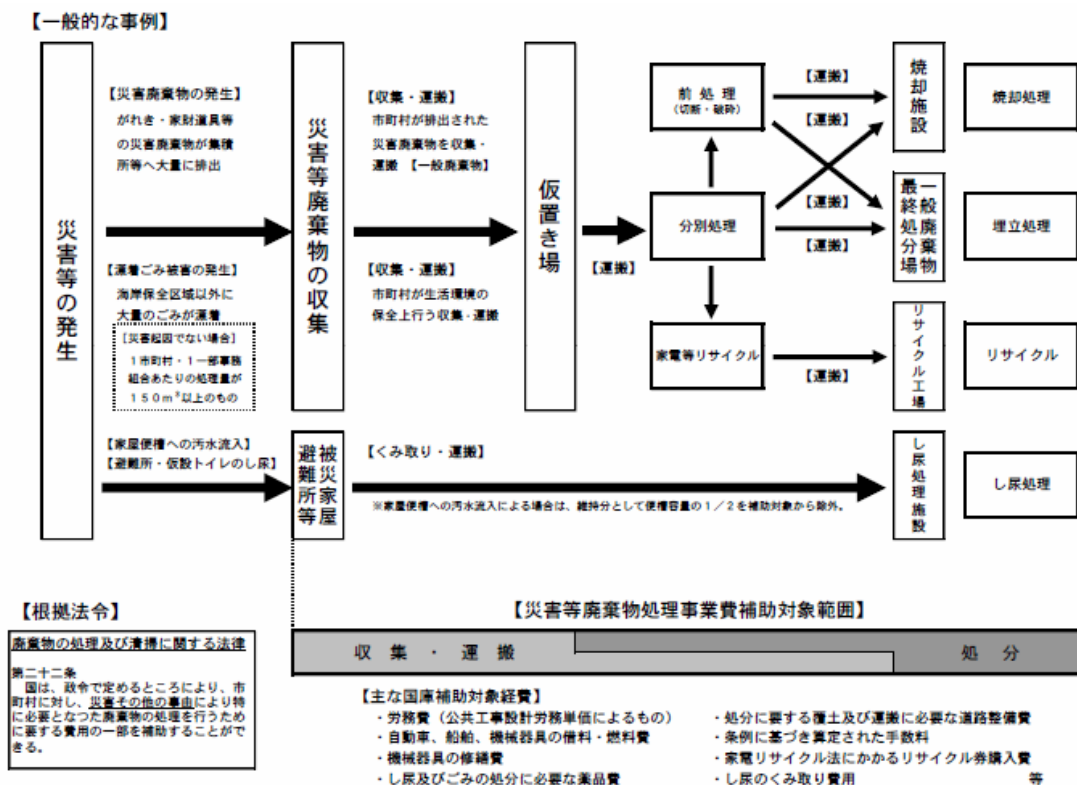 【一般的な事例】
災害等の発生
【災害廃棄物の発生】
がれき・家財道具等
の災害廃棄物が集積
所等へ大量に排出
【漂着ごみ被害の発生】
海岸保全区域以外に
大量のごみが漂着
［災害起因でない場合］
１市町村・１一部事務
組合あたりの処理量が
１５０ｍ³以上のもの
【家屋便槽への汚水流入】
【避難所・仮設トイレのし尿】
災害等廃棄物の収集
被災家屋
避難所等
【収集・運搬】
市町村が排出された
災害廃棄物を収集・
運搬 【一般廃棄物】
【収集・運搬】
市町村が生活環境の
保全上行う収集・運搬
【くみ取り・運搬】
※家屋便槽への汚水流入による場合は、維持分として便槽容量の１／２を補助対象から除外。
仮置き場
【運搬】
前 処 理
（切断・破砕）
分別処理
家電等リサイクル
【運搬】
【運搬】
【運搬】
【運搬】
【運搬】
焼却施設
一般廃棄物
最終処分場
リサイクル工場
し尿処理施設
焼却処理
埋立処理
リサイクル
し尿処理
【根拠法令】
廃棄物の処理及び清掃に関する法律
第二十二条
国は、政令で定めるところにより、市
町村に対し、災害その他の事由により特
に必要となつた廃棄物の処理を行うため
に要する費用の一部を補助することがで
きる。
【災害等廃棄物処理事業費補助対象範囲】
収 集 ・ 運 搬
処 分
【主な国庫補助対象経費】
・労務費（公共工事設計労務単価によるもの）
・自動車、船舶、機械器具の借料・燃料費
・機械器具の修繕費
・し尿及びごみの処分に必要な薬品費
・処分に要する覆土及び運搬に必要な道路整備費
・条例に基づき算定された手数料
・家電リサイクル法にかかるリサイクル券購入費
・し尿のくみ取り費用 等